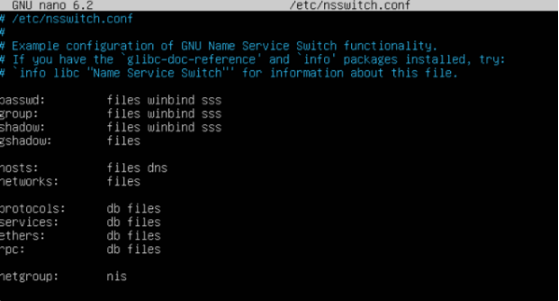 GNU nano 6.2 /etc/nsswitch.conf
# /etc/nsswitch.conf
#
# Example configuration of GNU Name Service Switch functionality.
# If you have the `glibc-doc-reference' and `info' packages installed, try:
# `info libc "Name Service Switch"' for information about this file.
passwd: files winbind sss
group: files winbind sss
shadow: files winbind sss
gshadow: files
hosts: files dns
networks: files
protocols: db files
services: db files
ethers: db files
rpc: db files
netgroup: nis